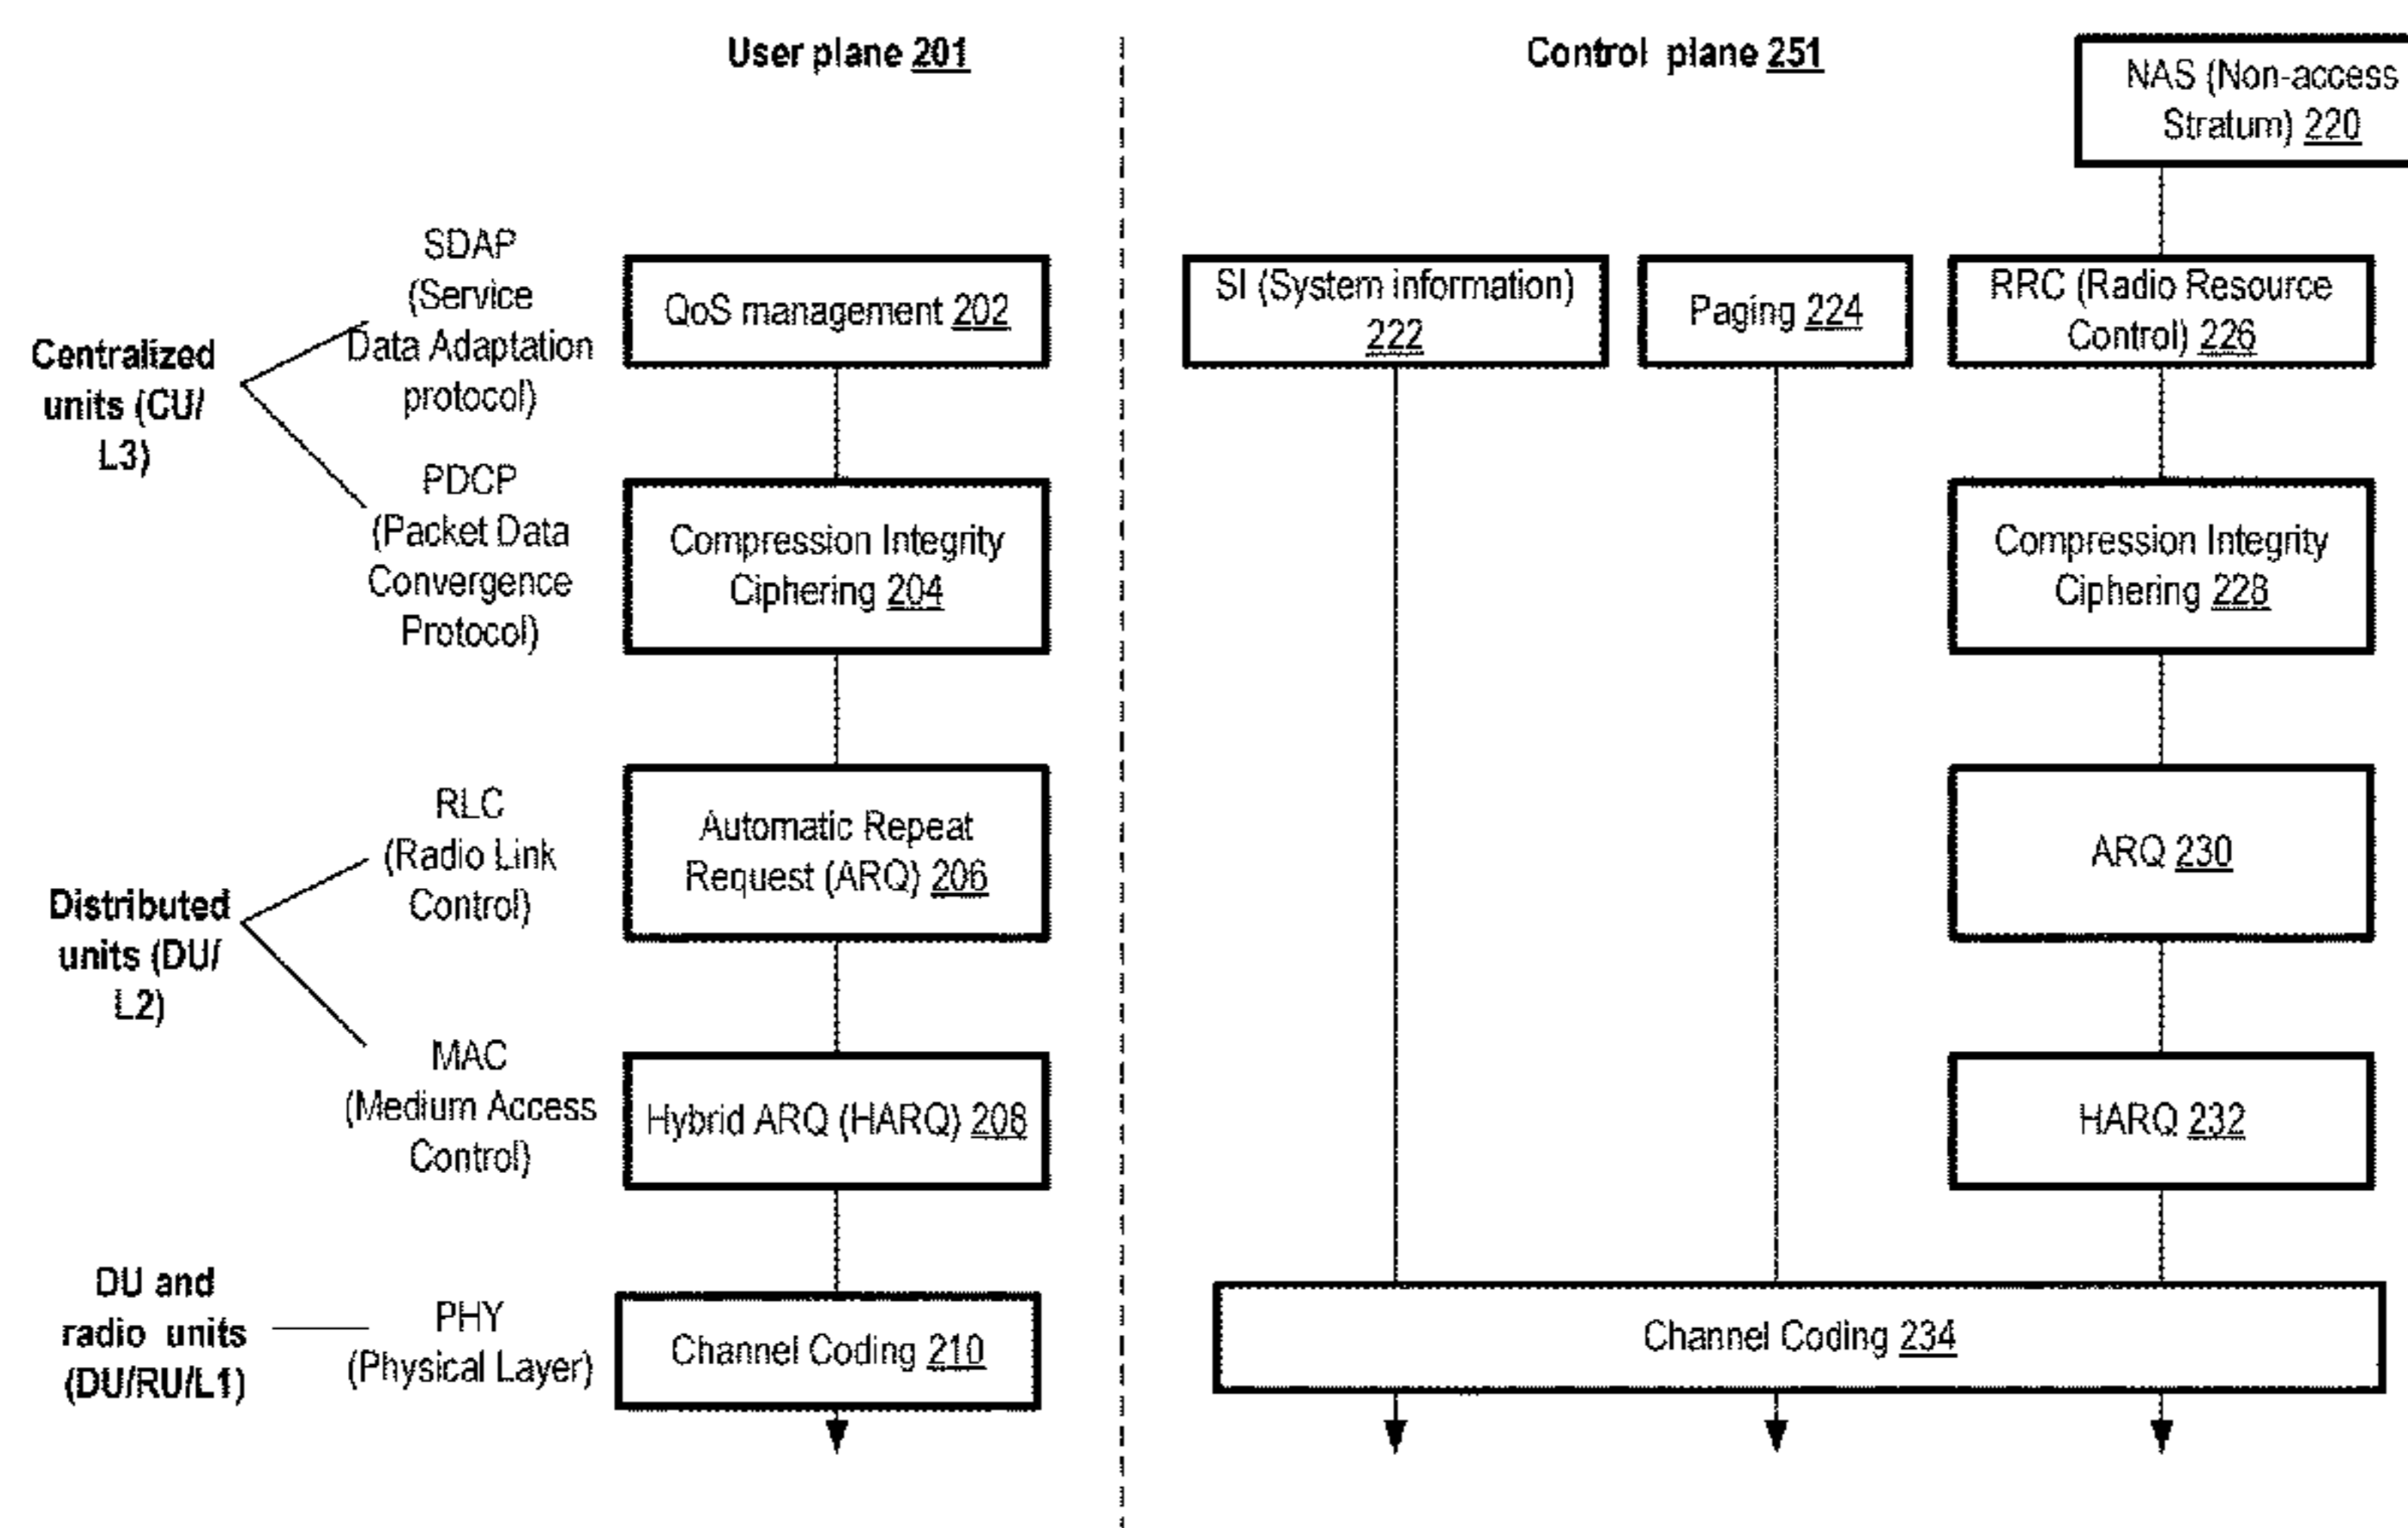 User plane 201
Control  plane 251
NAS (Non-access
Stratum) 220
Centralized
units (CU/
L3)
SDAP
(Service
Data Adaptation
protocol)
QoS management 202
SI (System information)
222
Paging 224
RRC (Radio Resource
Control) 226
PDCP
(Packet Data
Convergence
Protocol)
Compression Integrity
Ciphering 204
Compression Integrity
Ciphering 228
Distributed
units (DU/
L2)
RLC
(Radio Link
Control)
Automatic Repeat
Request (ARQ) 206
ARQ 230
MAC
(Medium Access
Control)
Hybrid ARQ (HARQ) 208
HARQ 232
DU and
radio  units
(DU/RU/L1)
PHY
(Physical Layer)
Channel Coding 210
Channel Coding 234